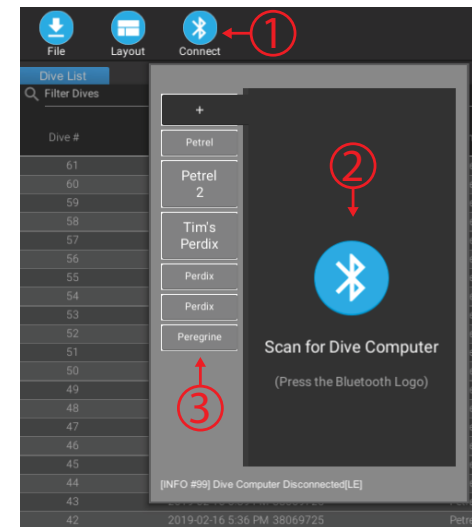 File Layout Connect 1
Dive List
Filter Dives
Dive #
+
Petrel
Petrel
2
Tim's
Perdix
Perdix
Perdix
Peregrine
2
Scan for Dive Computer
(Press the Bluetooth Logo)
3
[INFO #99] Dive Computer Disconnected[LE]
61
60
59
58
57
56
55
54
53
52
51
50
49
48
47
46
45
44
43
42 2019-02-16 5:36 PM 38069725